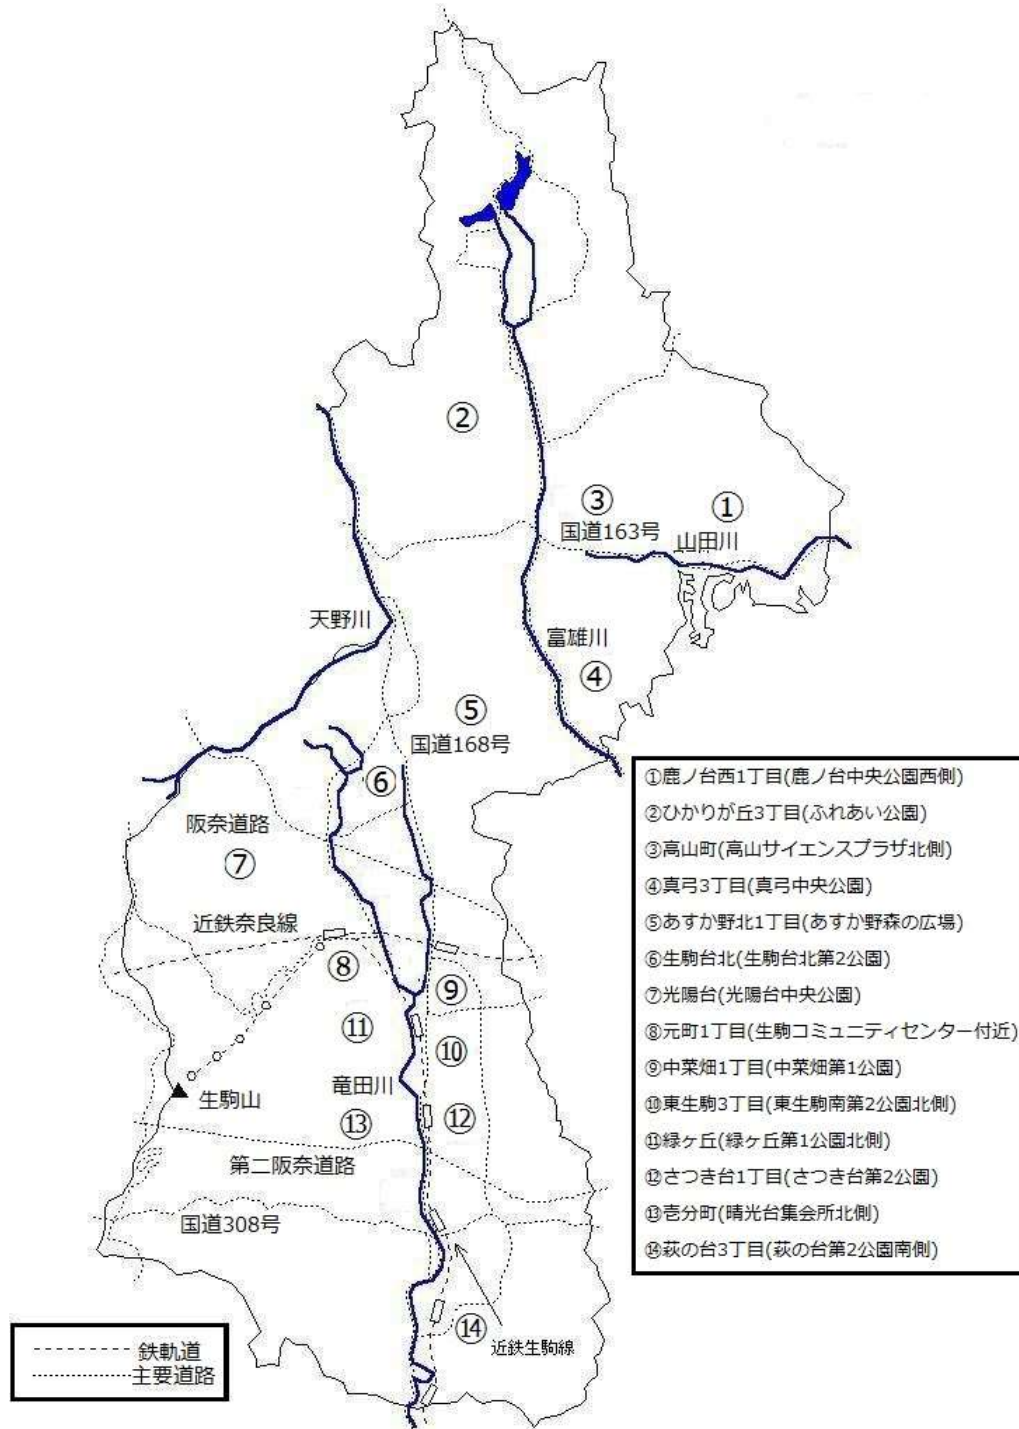 ②
③
①
国道163号
山田川
天野川
富雄川
④
⑤
国道168号
⑥
阪奈道路
⑦
近鉄奈良線
⑧
⑨
⑪
⑩
生駒山
竜田川
⑬
⑫
第二阪奈道路
国道308号
⑭
近鉄生駒線
①鹿ノ台西1丁目(鹿ノ台中央公園西側)
②ひかりが丘3丁目(ふれあい公園)
③高山町(高山サイエンスプラザ北側)
④真弓3丁目(真弓中央公園)
⑤あすか野北1丁目(あすか野森の広場)
⑥生駒台北(生駒台北第2公園)
⑦光陽台(光陽台中央公園)
⑧元町1丁目(生駒コミュニティセンター付近)
⑨中菜畑1丁目(中菜畑第1公園)
⑩東生駒3丁目(東生駒南第2公園北側)
⑪緑ヶ丘(緑ヶ丘第1公園北側)
⑫さつき台1丁目(さつき台第2公園)
⑬壱分町(晴光台集会所北側)
⑭萩の台3丁目(萩の台第2公園南側)
鉄軌道
主要道路